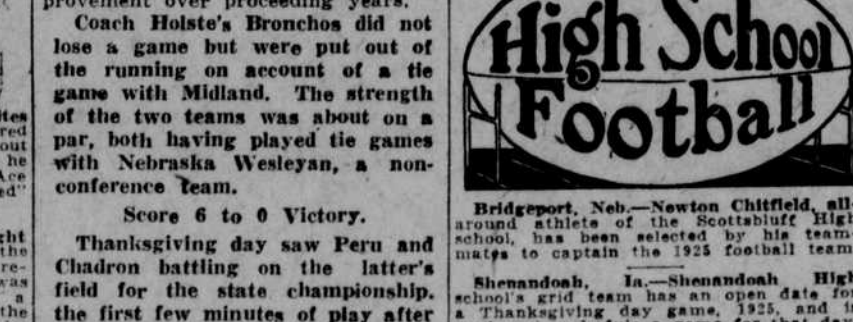 provement over proceeding years.
Coach Holste's Bronchos did not
lose a game but were put out of
the running on account of a tie
game with Midland. The strength
of the two teams was about on a
par, both having played tie games
with Nebraska Wesleyan, a non-
conference team.
Score 6 to 0 Victory.
Thanksgiving day saw Peru and
Chadron battling on the latter's
field for the state championship.
the first few minutes of play after
High School
Football
Bridgeport, Neb.—Newton Chitfield, all-
around athlete of the Scottsbluff High
school, has been selected by his team-
mates to captain the 1925 football team
Shenandoah, Ia.—Shenandoah High
school's grid team has an open date for
a Thanksgiving day game, 1925, and